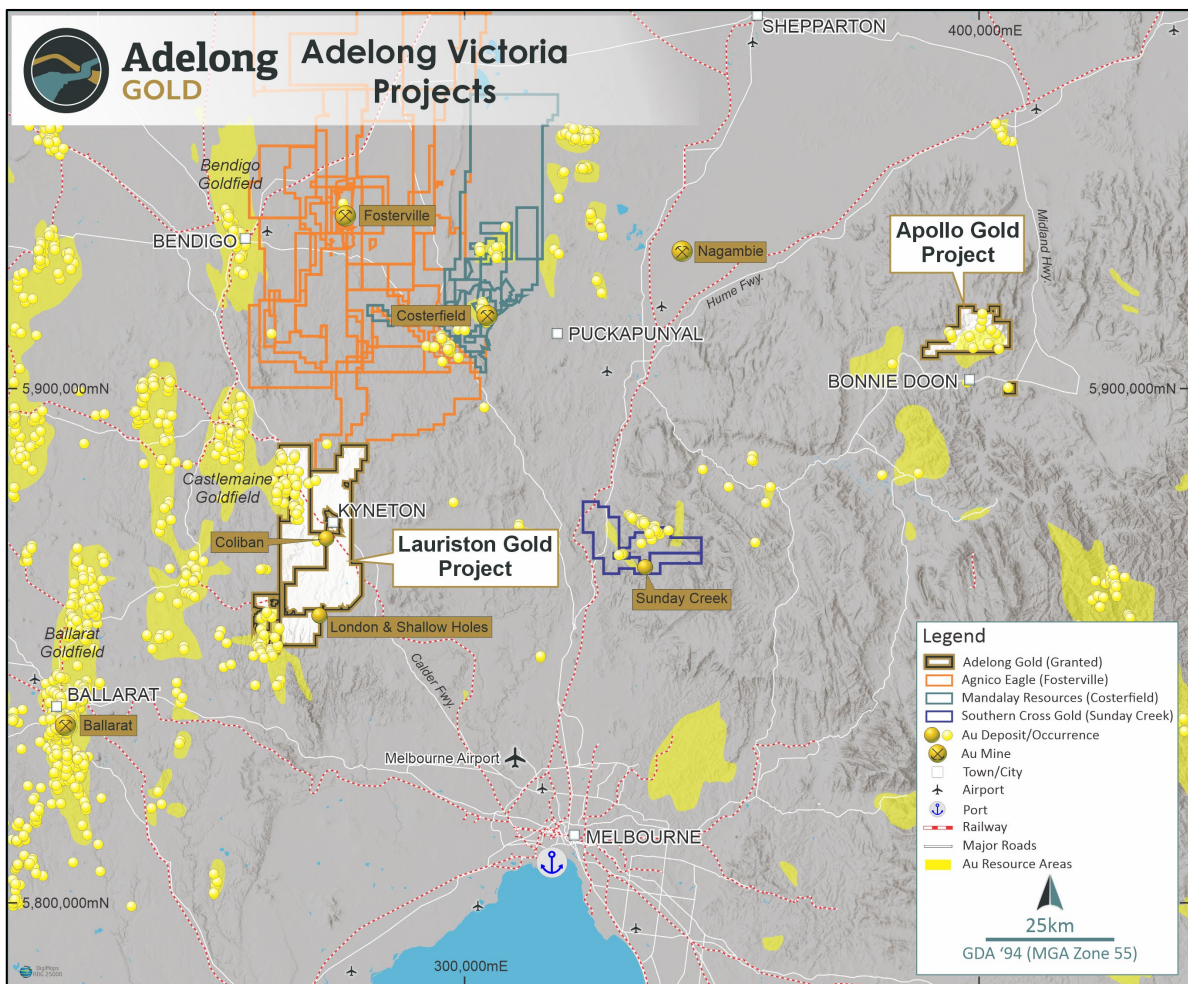 Adelong
GOLD
Adelong Victoria
Projects
SHEPPARTON
400,000mE
Bendigo
Goldfield
Fosterville
BENDIGO
Nagambie
Apollo Gold
Project
Midland Hwy.
Hume Fwy.
Costerfield
PUCKAPUNYAL
BONNIE DOON
5,900,000mN
5,900,000mN
Castlemaine
Goldfield
KYNETON
Coliban
Lauriston Gold
Project
Sunday Creek
London & Shallow Holes
Ballarat
Goldfield
Calder Fwy.
BALLARAT
Ballarat
Melbourne Airport
MELBOURNE
5,800,000mN
300,000mE
Legend
Adelong Gold (Granted)
Agnico Eagle (Fosterville)
Mandalay Resources (Costerfield)
Southern Cross Gold (Sunday Creek)
Au Deposit/Occurrence
Au Mine
Town/City
Airport
Port
Railway
Major Roads
Au Resource Areas
25km
GDA '94 (MGA Zone 55)
DigiMaps